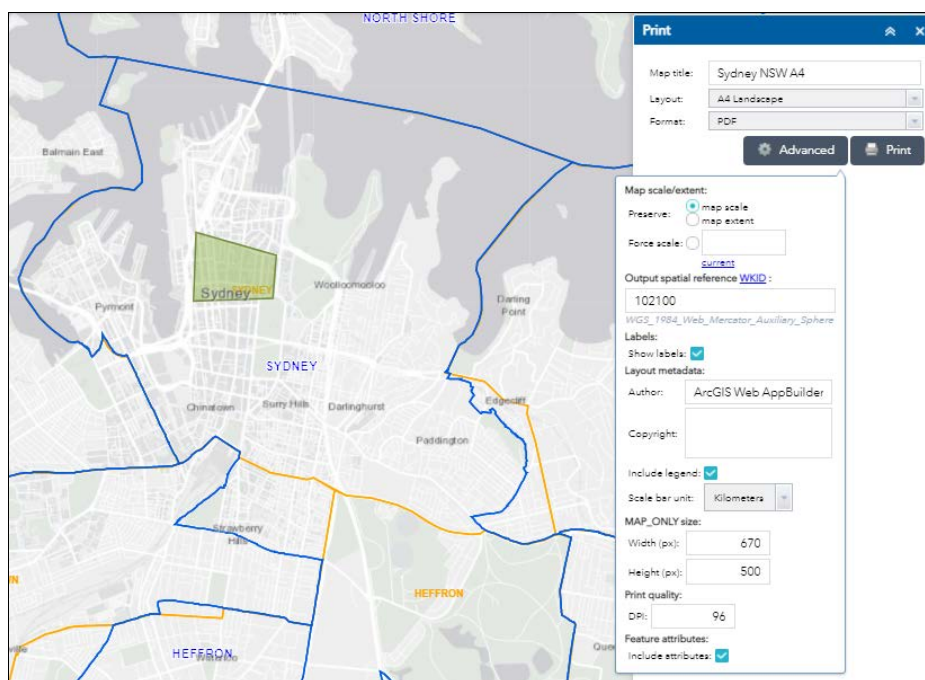 NORTH SHORE
Balmain East
Sydney
SYDNEY
Woolloomooloo
Pyrmont
Darling
Point
SYDNEY
Chinatown
Surry Hills
Darlinghurst
Edgecliff
Paddington
Strawberry
Hills
HEFFRON
HEFFRON
Waterloo
Print
Map title: Sydney NSW A4
Layout: A4 Landscape
Format: PDF
Advanced Print
Map scale/extent:
Preserve: map scale
map extent
Force scale:
current
Output spatial reference WKID :
102100
WGS_1984_Web_Mercator_Auxiliary_Sphere
Labels:
Show labels:
Layout metadata:
Author: ArcGIS Web AppBuilder
Copyright:
Include legend:
Scale bar unit: Kilometers
MAP_ONLY size:
Width (px): 670
Height (px): 500
Print quality:
DPI: 96
Feature attributes:
Include attributes: